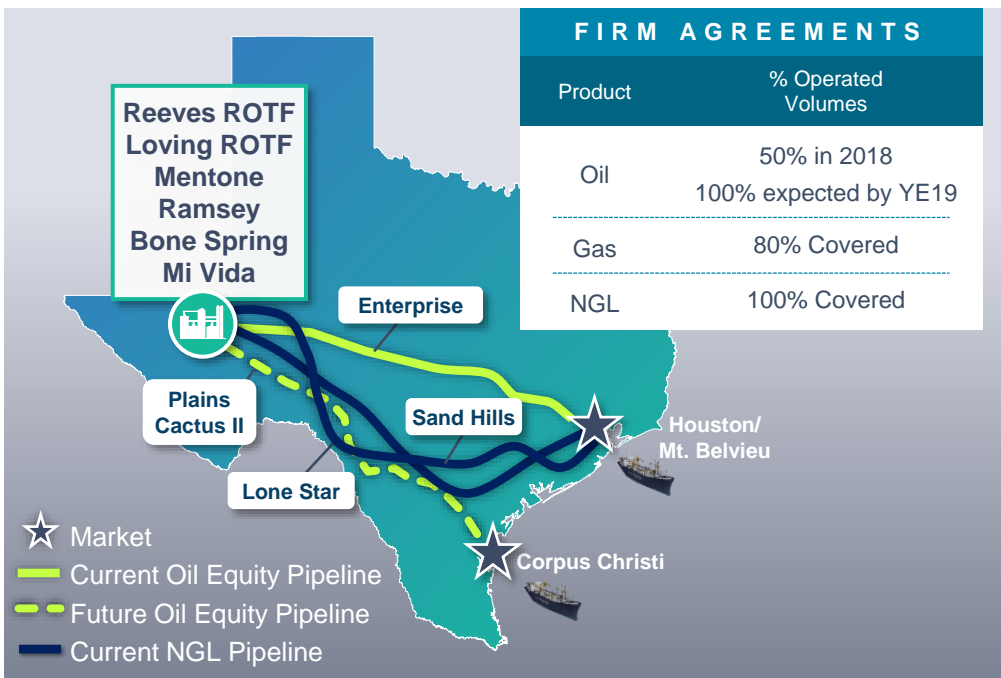 FIRM AGREEMENTS
Product
% Operated
Volumes
Oil
50% in 2018
100% expected by YE19
Gas
80% Covered
NGL
100% Covered
Reeves ROTF
Loving ROTF
Mentone
Ramsey
Bone Spring
Mi Vida
Enterprise
Plains
Cactus II
Sand Hills
Lone Star
Houston/
Mt. Belvieu
Corpus Christi
Market
Current Oil Equity Pipeline
Future Oil Equity Pipeline
Current NGL Pipeline